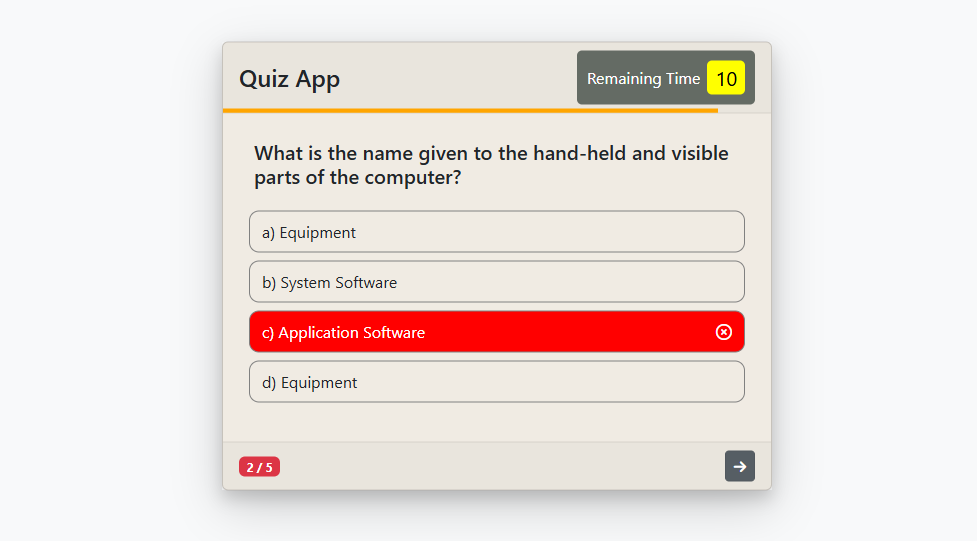 Quiz App
Remaining Time 10
What is the name given to the hand-held and visible
parts of the computer?
a) Equipment
b) System Software
c) Application Software
d) Equipment
2 / 5